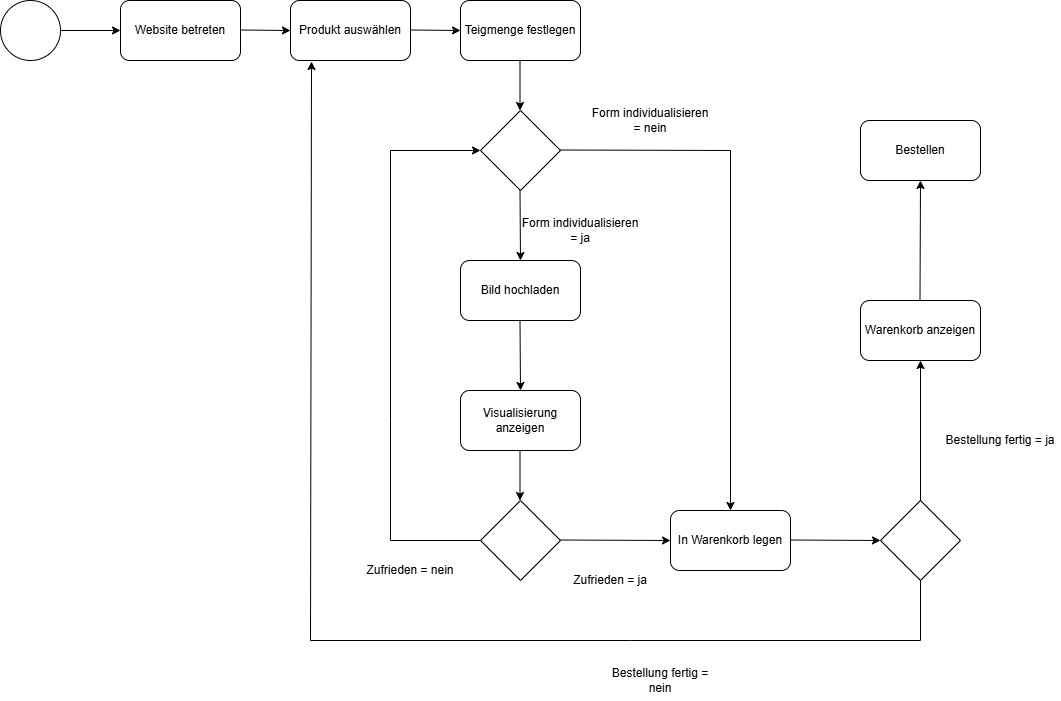 Website betreten
Produkt auswählen
Teigmenge festlegen
Form individualisieren
= nein
Bestellen
Form individualisieren
= ja
Bild hochladen
Warenkorb anzeigen
Visualisierung
anzeigen
Bestellung fertig = ja
In Warenkorb legen
Zufrieden = nein
Zufrieden = ja
Bestellung fertig =
nein